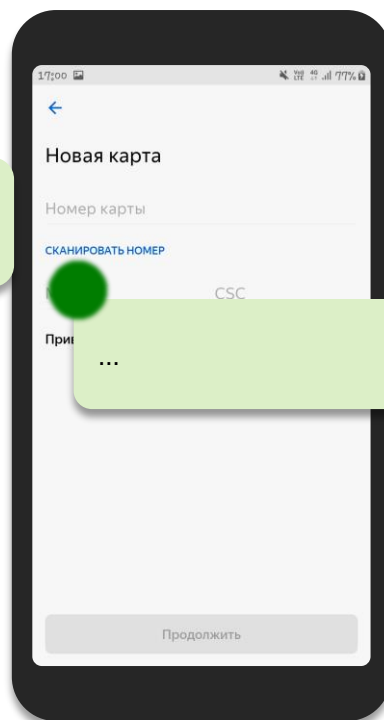 17:00 77%
Новая карта
Номер карты
СКАНИРОВАТЬ НОМЕР
CSC
...
Продолжить